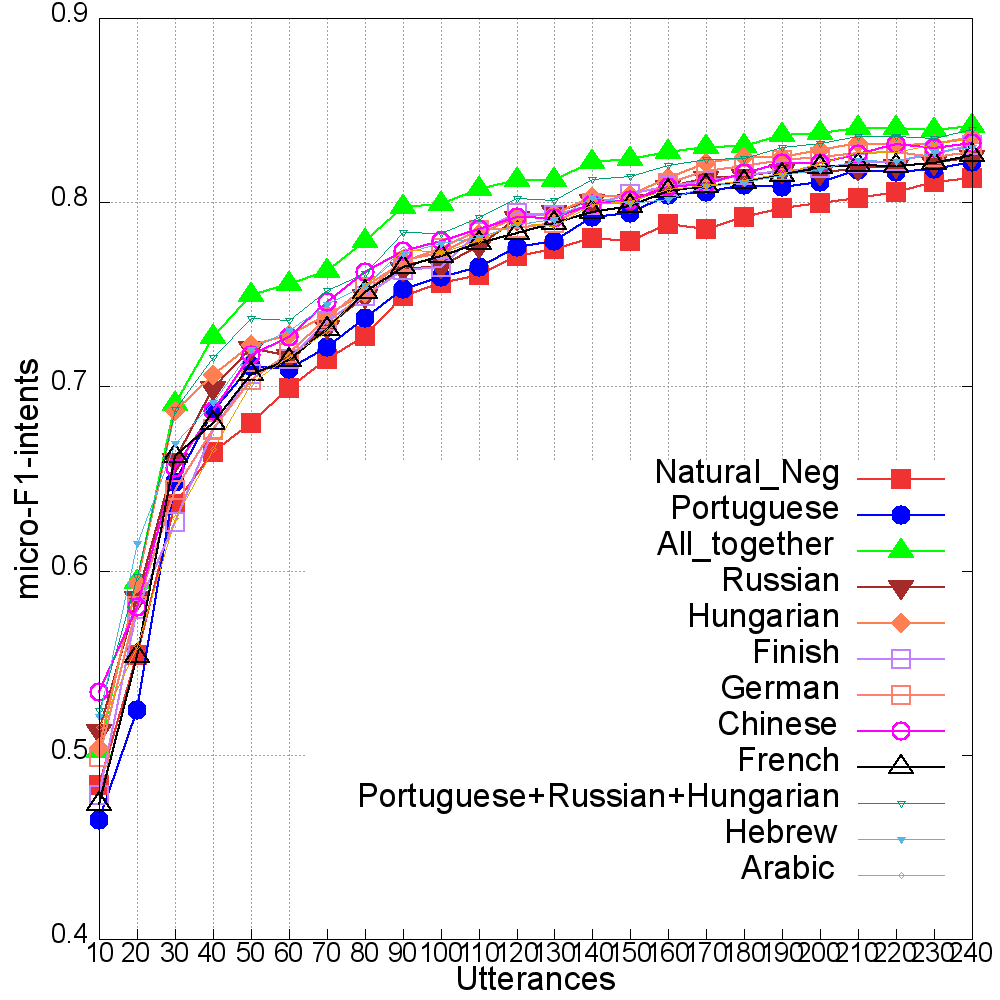 0.9
0.8
0.7
0.6
0.5
0.4
micro-F1-intents
Natural_Neg
Portuguese
All_together
Russian
Hungarian
Finish
German
Chinese
French
Portuguese+Russian+Hungarian
Hebrew
Arabic
10 20 30 40 50 60 70 80 90 100 110 120 130 140 150 160 170 180 190 200 210 220 230 240
Utterances